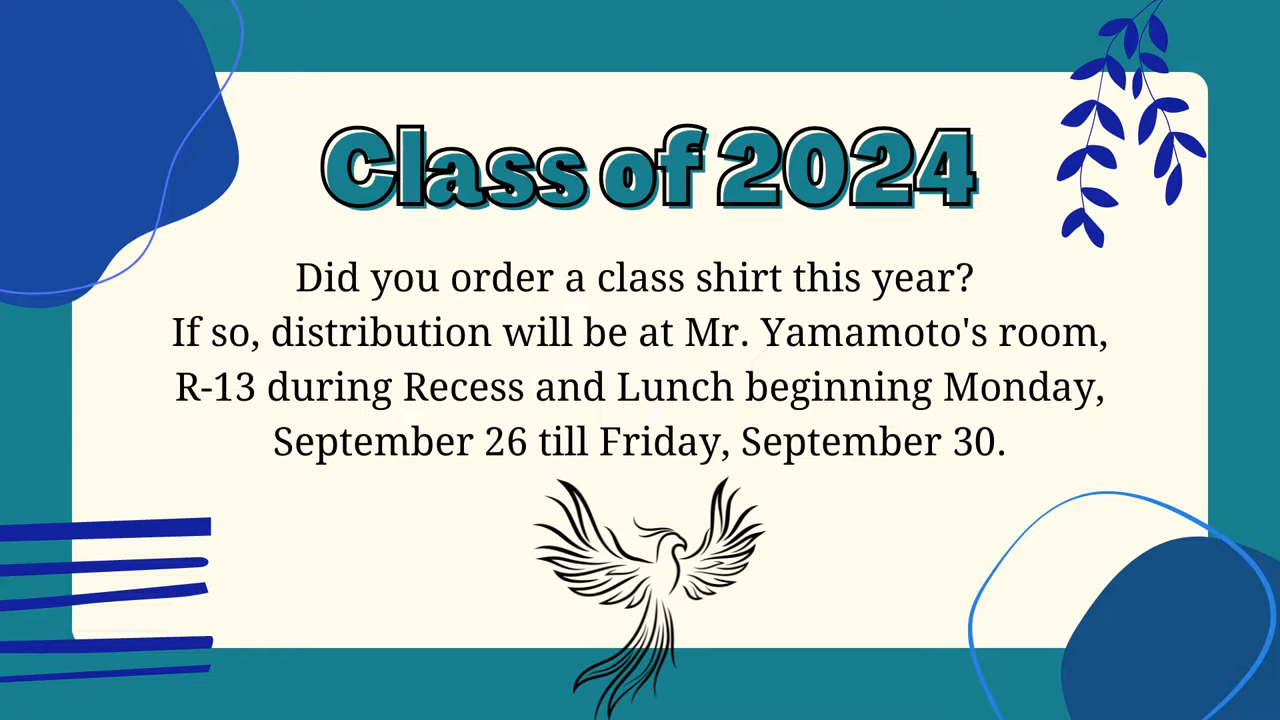 Class of 2024
Did you order a class shirt this year?
If so, distribution will be at Mr. Yamamoto's room,
R-13 during Recess and Lunch beginning Monday,
September 26 till Friday, September 30.